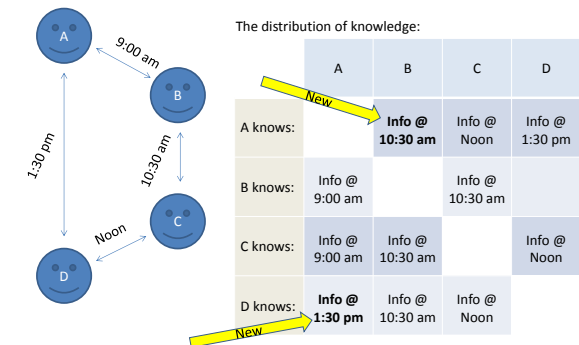 The distribution of knowledge:
A
9:00 am
B
1:30 pm
10:30 am
C
Noon
D
A B C D
New
A knows: Info @ 10:30 am Info @ Noon Info @ 1:30 pm
B knows: Info @ 9:00 am Info @ 10:30 am
C knows: Info @ 9:00 am Info @ 10:30 am Info @ Noon
D knows: Info @ 1:30 pm Info @ 10:30 am Info @ Noon
New